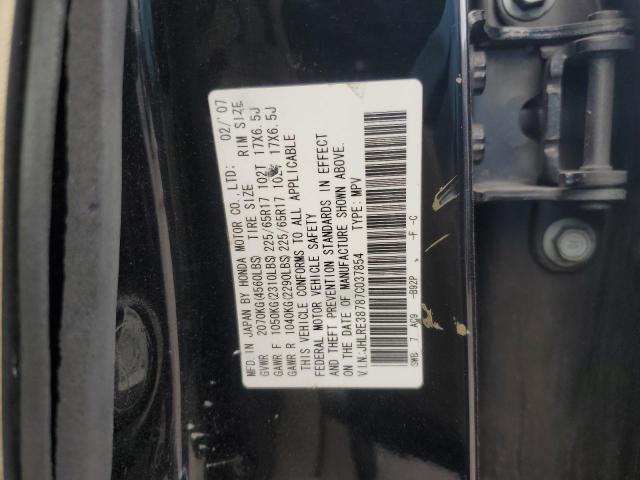 MFD. IN JAPAN BY HONDA MOTOR CO., LTD: 02/'07
GVWR 2070KG(4560LBS) TIRE SIZE RIM SIZE
GAWR F 1050KG(2310LBS) 225/65R17 102T 17X6.5J
GAWR R 1040KG(2290LBS) 225/65R17 102T 17X6.5J
THIS VEHICLE CONFORMS TO ALL APPLICABLE
FEDERAL MOTOR VEHICLE SAFETY
AND THEFT PREVENTION STANDARDS IN EFFECT
ON THE DATE OF MANUFACTURE SHOWN ABOVE.
V.I.N:JHLRE38787C037854 TYPE: MPV
SWB 7 AC9 -B92P -F -C